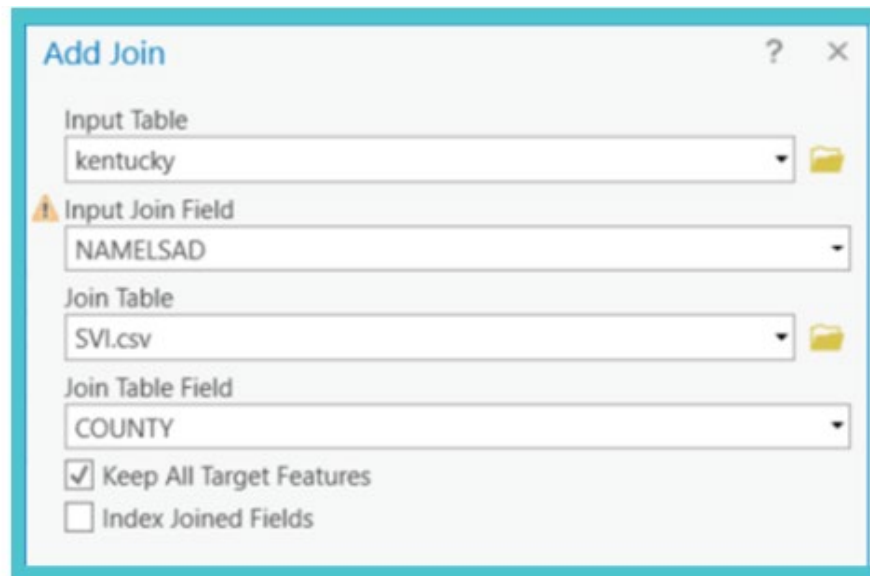 Add Join ? ×
Input Table
kentucky
Input Join Field
NAMELSAD
Join Table
SVI.csv
Join Table Field
COUNTY
Keep All Target Features
Index Joined Fields